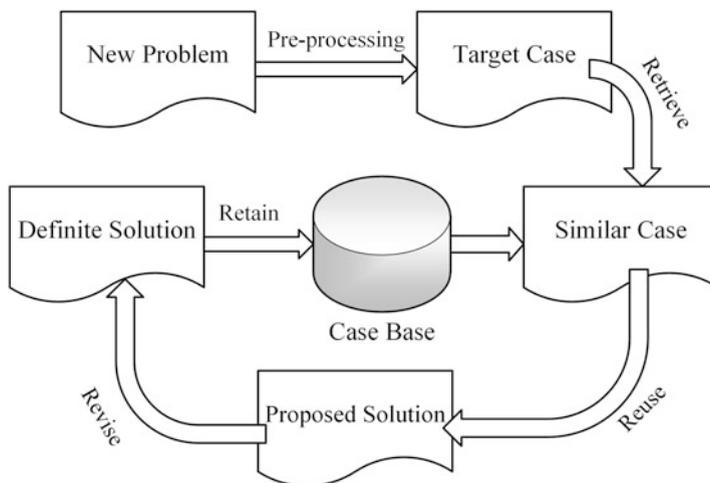 New Problem
Pre-processing
Target Case
Retrieve
Definite Solution
Retain
Case Base
Similar Case
Revise
Proposed Solution
Reuse